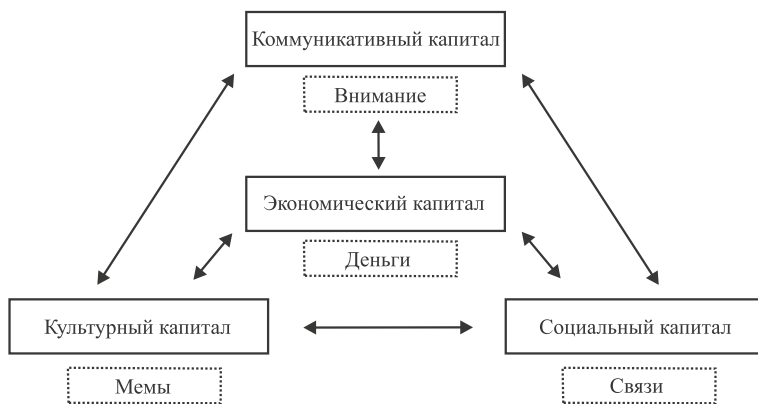 Коммуникативный капитал
Внимание
Экономический капитал
Деньги
Культурный капитал
Социальный капитал
Мемы
Связи